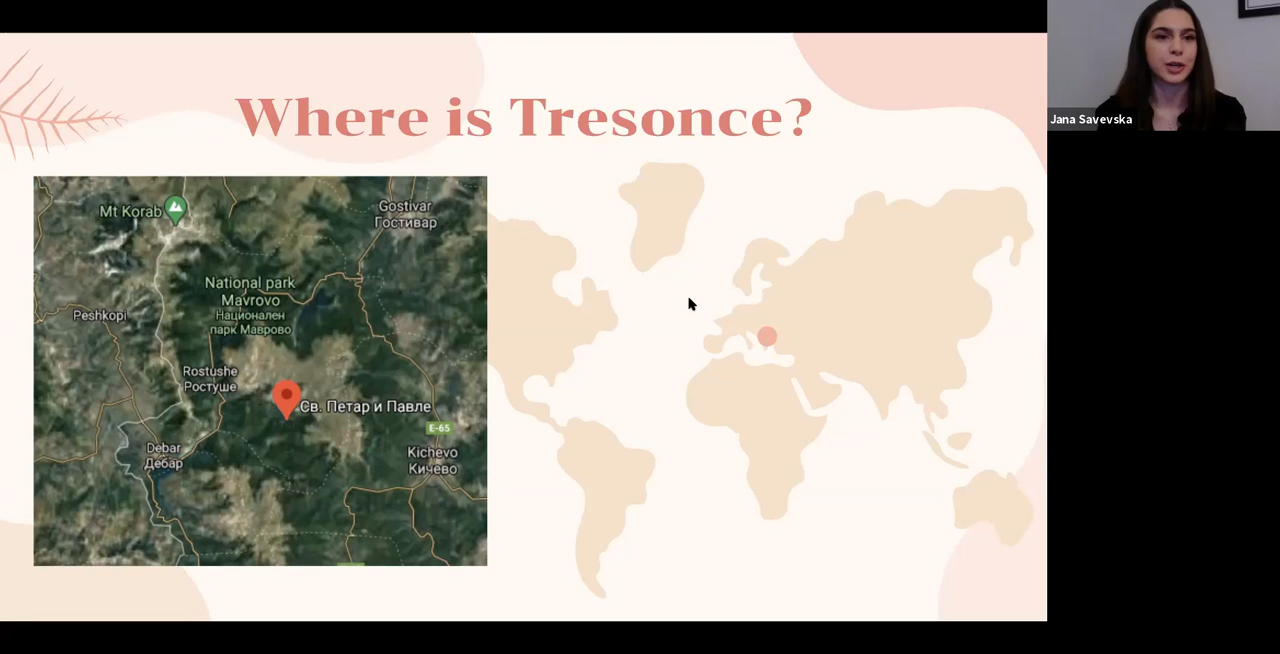 Where is Tresonce?
Jana Savevska
Mt Korab
Gostivar
Гостивар
National park
Mavrovo
Национален
парк Маврово
Peshkopi
Rostushe
Ростуше
Св. Петар и Павле
E-65
Debar
Дебар
Kichevo
Кичево